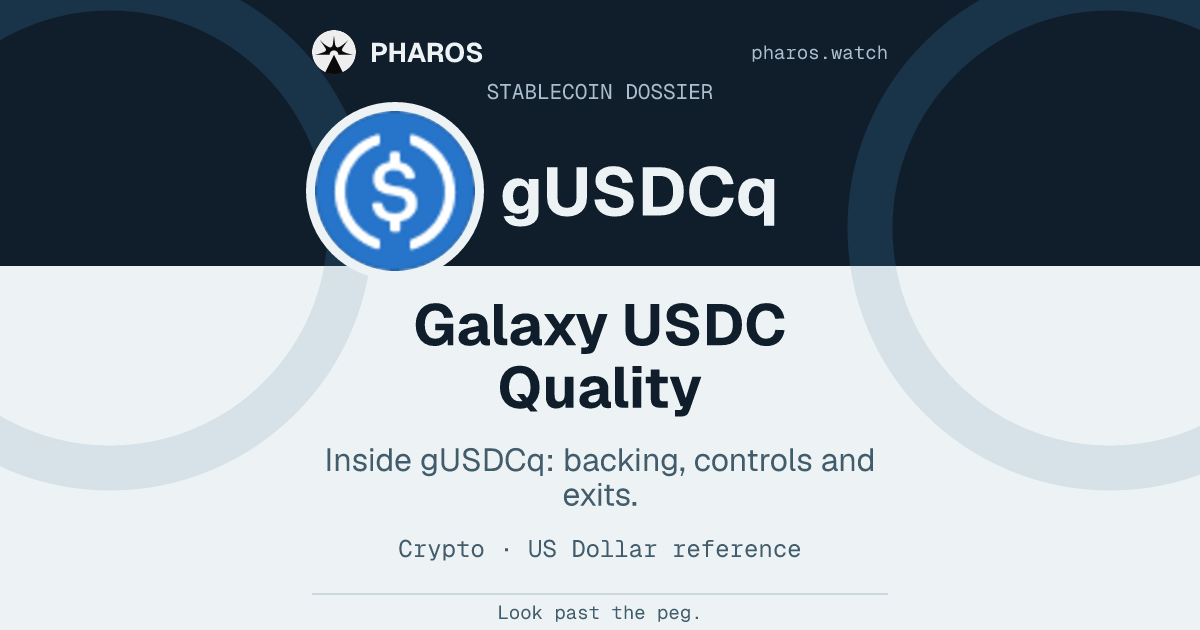 PHAROS
pharos.watch
STABLECOIN DOSSIER
$
gUSDCq
Galaxy USDC
Quality
Inside gUSDCq: backing, controls and
exits.
Crypto · US Dollar reference
Look past the peg.